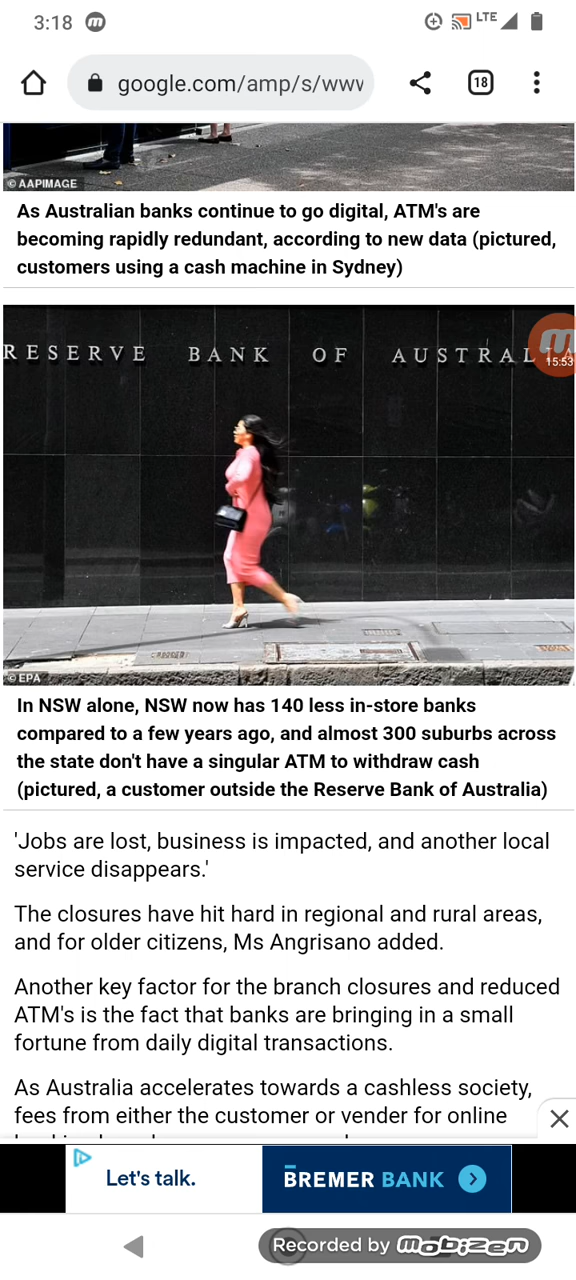 3:18
LTE
google.com/amp/s/www
18
© AAPIMAGE
As Australian banks continue to go digital, ATM's are
becoming rapidly redundant, according to new data (pictured,
customers using a cash machine in Sydney)
RESERVE BANK OF AUSTRALIA
15:53
© EPA
In NSW alone, NSW now has 140 less in-store banks
compared to a few years ago, and almost 300 suburbs across
the state don't have a singular ATM to withdraw cash
(pictured, a customer outside the Reserve Bank of Australia)
'Jobs are lost, business is impacted, and another local
service disappears.'
The closures have hit hard in regional and rural areas,
and for older citizens, Ms Angrisano added.
Another key factor for the branch closures and reduced
ATM's is the fact that banks are bringing in a small
fortune from daily digital transactions.
As Australia accelerates towards a cashless society,
fees from either the customer or vender for online
Let's talk.
BREMER BANK
Recorded by mobizen